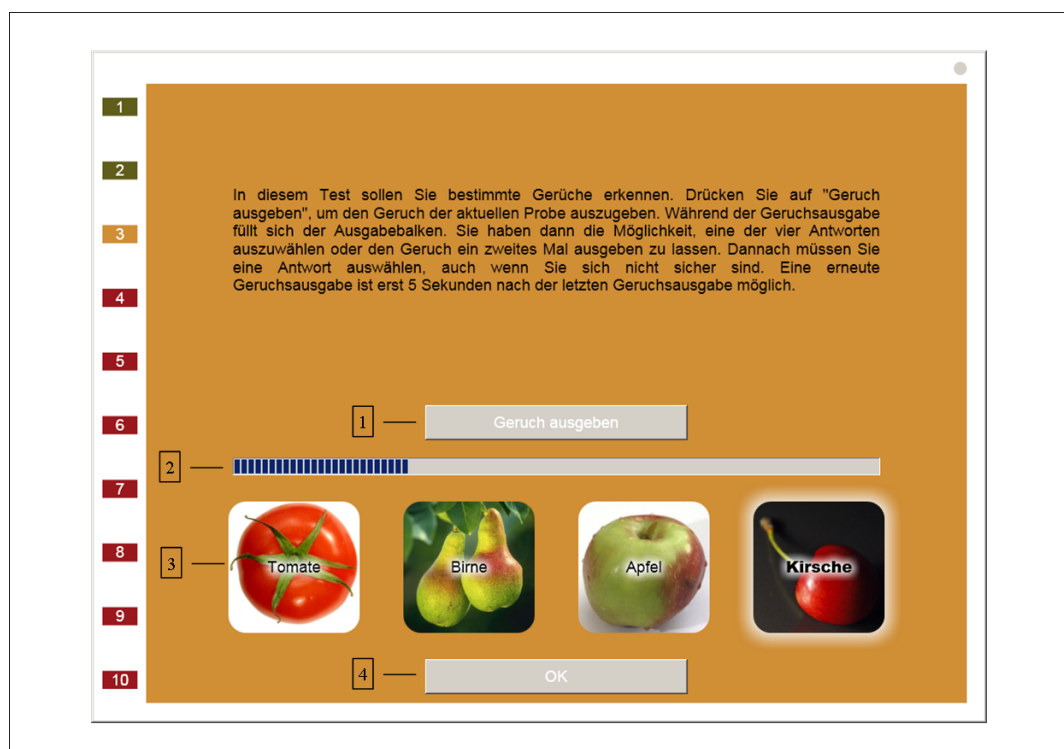 1
2
In diesem Test sollen Sie bestimmte Gerüche erkennen. Drücken Sie auf "Geruch
ausgeben", um den Geruch der aktuellen Probe auszugeben. Während der Geruchsausgabe
3
füllt sich der Ausgabebalken. Sie haben dann die Möglichkeit, eine der vier Antworten
auszuwählen oder den Geruch ein zweites Mal ausgeben zu lassen. Dannach müssen Sie
eine Antwort auswählen, auch wenn Sie sich nicht sicher sind. Eine erneute
Geruchsausgabe ist erst 5 Sekunden nach der letzten Geruchsausgabe möglich.
4
5
6
1
Geruch ausgeben
2
7
8
3
Tomate
Birne
Apfel
Kirsche
9
10
4
OK